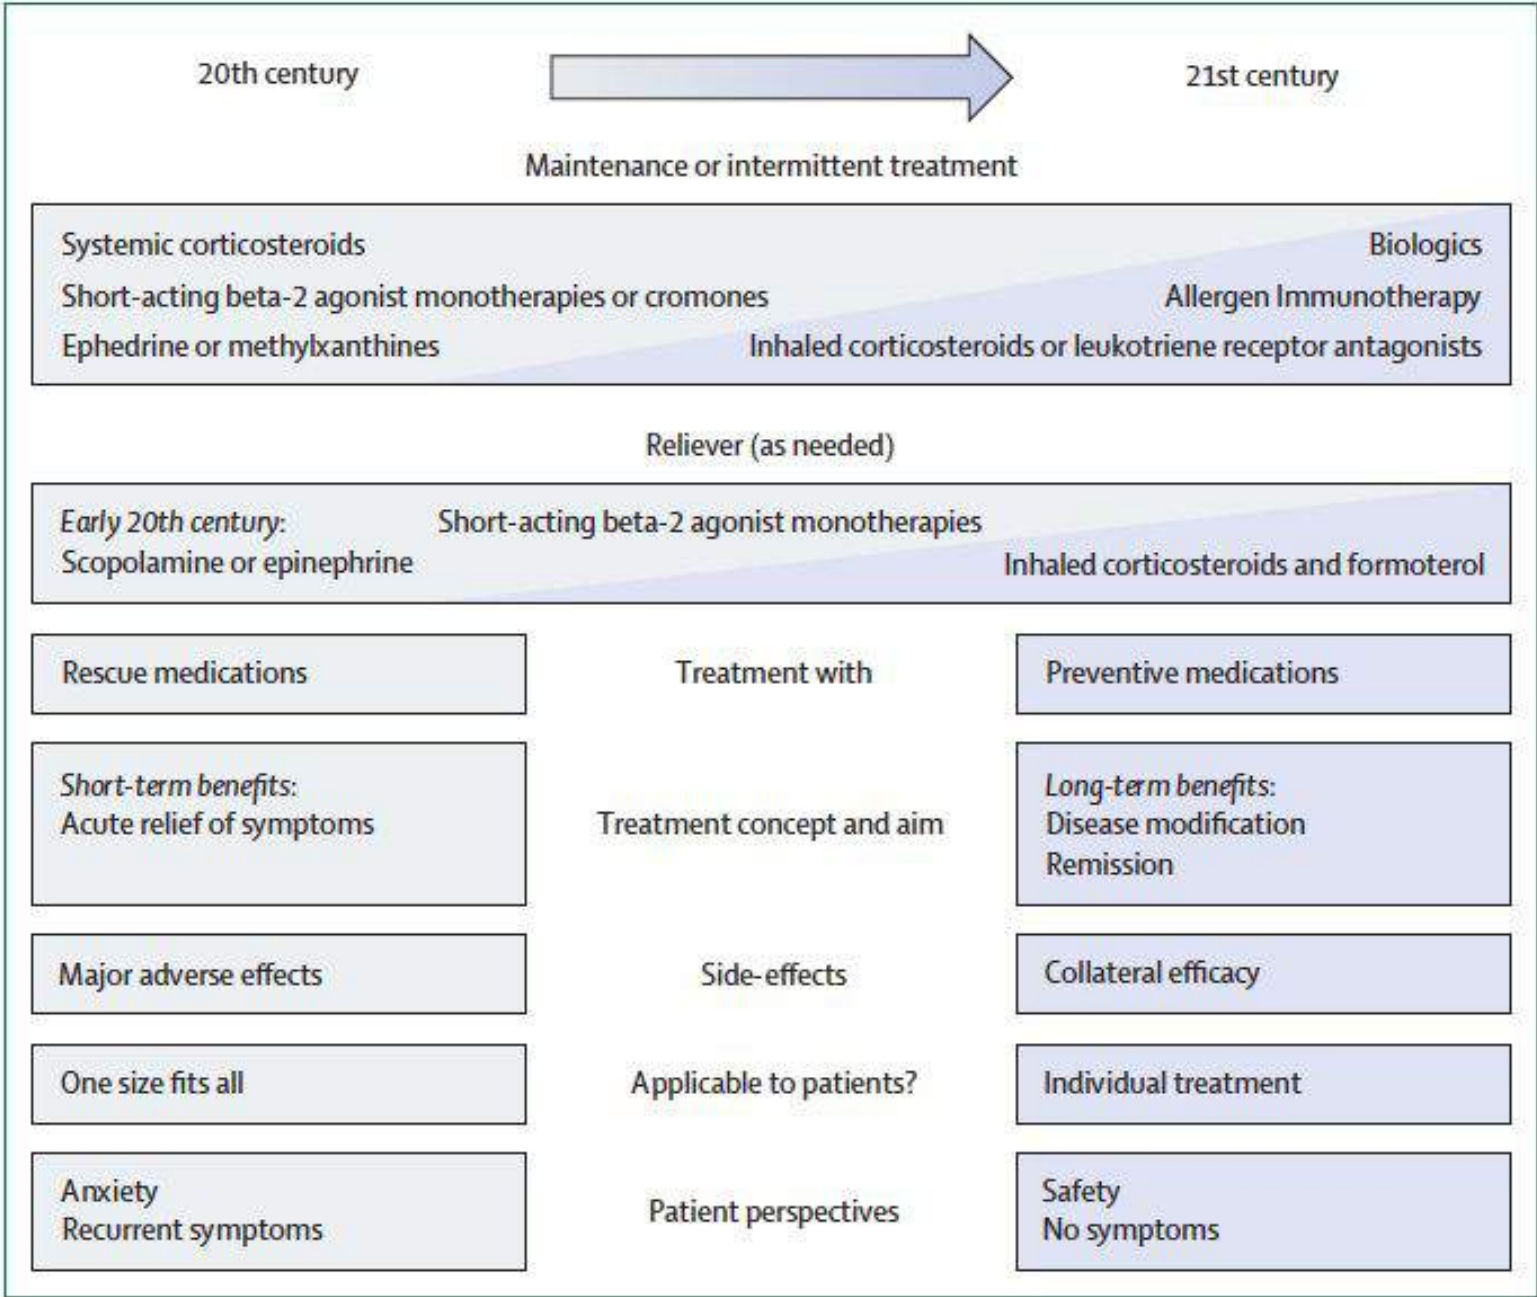 20th century
21st century
Maintenance or intermittent treatment
Systemic corticosteroids
Biologics
Short-acting beta-2 agonist monotherapies or cromones
Allergen Immunotherapy
Ephedrine or methylxanthines
Inhaled corticosteroids or leukotriene receptor antagonists
Reliever (as needed)
Early 20th century:
Short-acting beta-2 agonist monotherapies
Scopolamine or epinephrine
Inhaled corticosteroids and formoterol
Rescue medications
Treatment with
Preventive medications
Short-term benefits:
Acute relief of symptoms
Treatment concept and aim
Long-term benefits:
Disease modification
Remission
Major adverse effects
Side-effects
Collateral efficacy
One size fits all
Applicable to patients?
Individual treatment
Anxiety
Recurrent symptoms
Patient perspectives
Safety
No symptoms